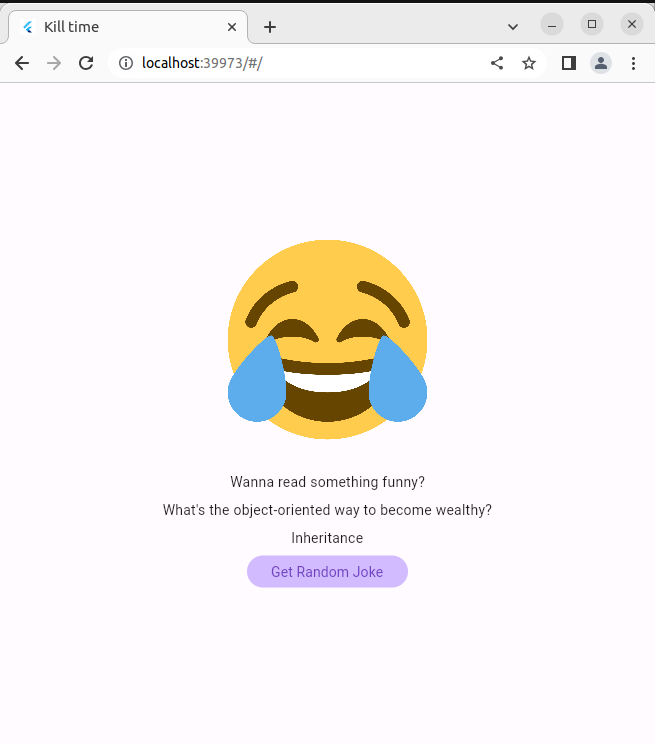 Kill time
localhost:39973/#/
Wanna read something funny?
What's the object-oriented way to become wealthy?
Inheritance
Get Random Joke